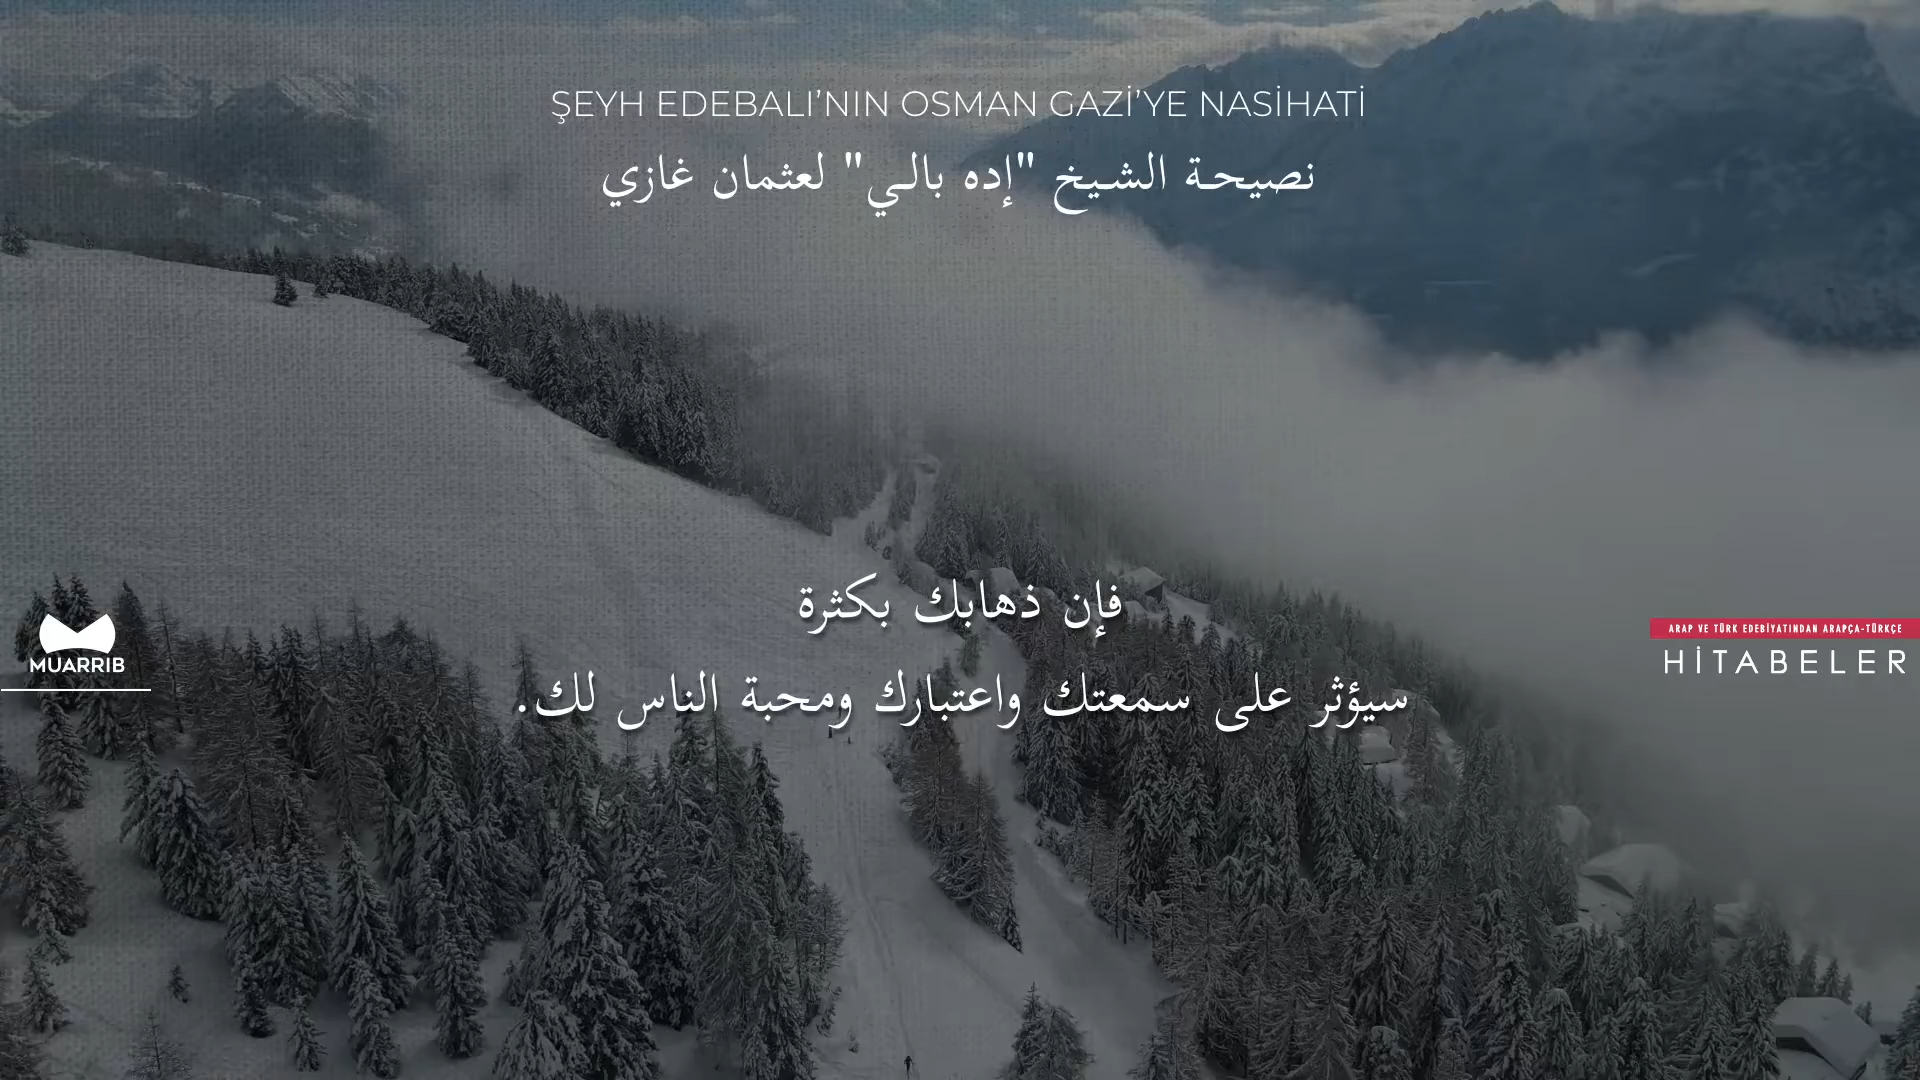 ŞEYH EDEBALI’NIN OSMAN GAZİ’YE NASİHATİ
نصيحة الشيخ "إده بالي" لعثمان غازي
فإن ذهابك بكثرة
سيؤثر على سمعتك واعتبارك ومحبة الناس لك.
MUARRIB
ARAP VE TÜRK EDEBİYATINDAN ARAPÇA-TÜRKÇE
HİTABELER